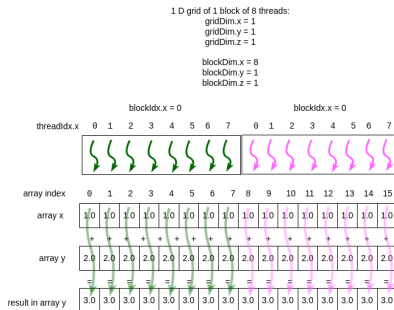 1 D grid of 1 block of 8 threads:
gridDim.x = 1
gridDim.y = 1
gridDim.z = 1
blockDim.x = 8
blockDim.y = 1
blockDim.z = 1
blockIdx.x = 0 blockIdx.x = 0
threadIdx.x 0 1 2 3 4 5 6 7 0 1 2 3 4 5 6 7
array index 0 1 2 3 4 5 6 7 8 9 10 11 12 13 14 15
array x 1.0 1.0 1.0 1.0 1.0 1.0 1.0 1.0 1.0 1.0 1.0 1.0 1.0 1.0 1.0 1.0
+ + + + + + + + + + + + + + + +
array y 2.0 2.0 2.0 2.0 2.0 2.0 2.0 2.0 2.0 2.0 2.0 2.0 2.0 2.0 2.0 2.0
= = = = = = = = = = = = = = = =
result in array y 3.0 3.0 3.0 3.0 3.0 3.0 3.0 3.0 3.0 3.0 3.0 3.0 3.0 3.0 3.0 3.0